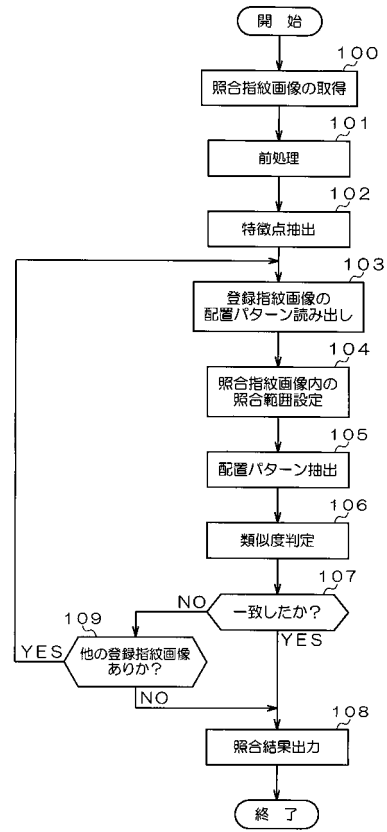 開 始
100
照合指紋画像の取得
101
前処理
102
特徴点抽出
103
登録指紋画像の
配置パターン読み出し
104
照合指紋画像内の
照合範囲設定
105
配置パターン抽出
106
類似度判定
107
一致したか?
NO
YES
109
他の登録指紋画像
ありか?
YES
NO
108
照合結果出力
終 了